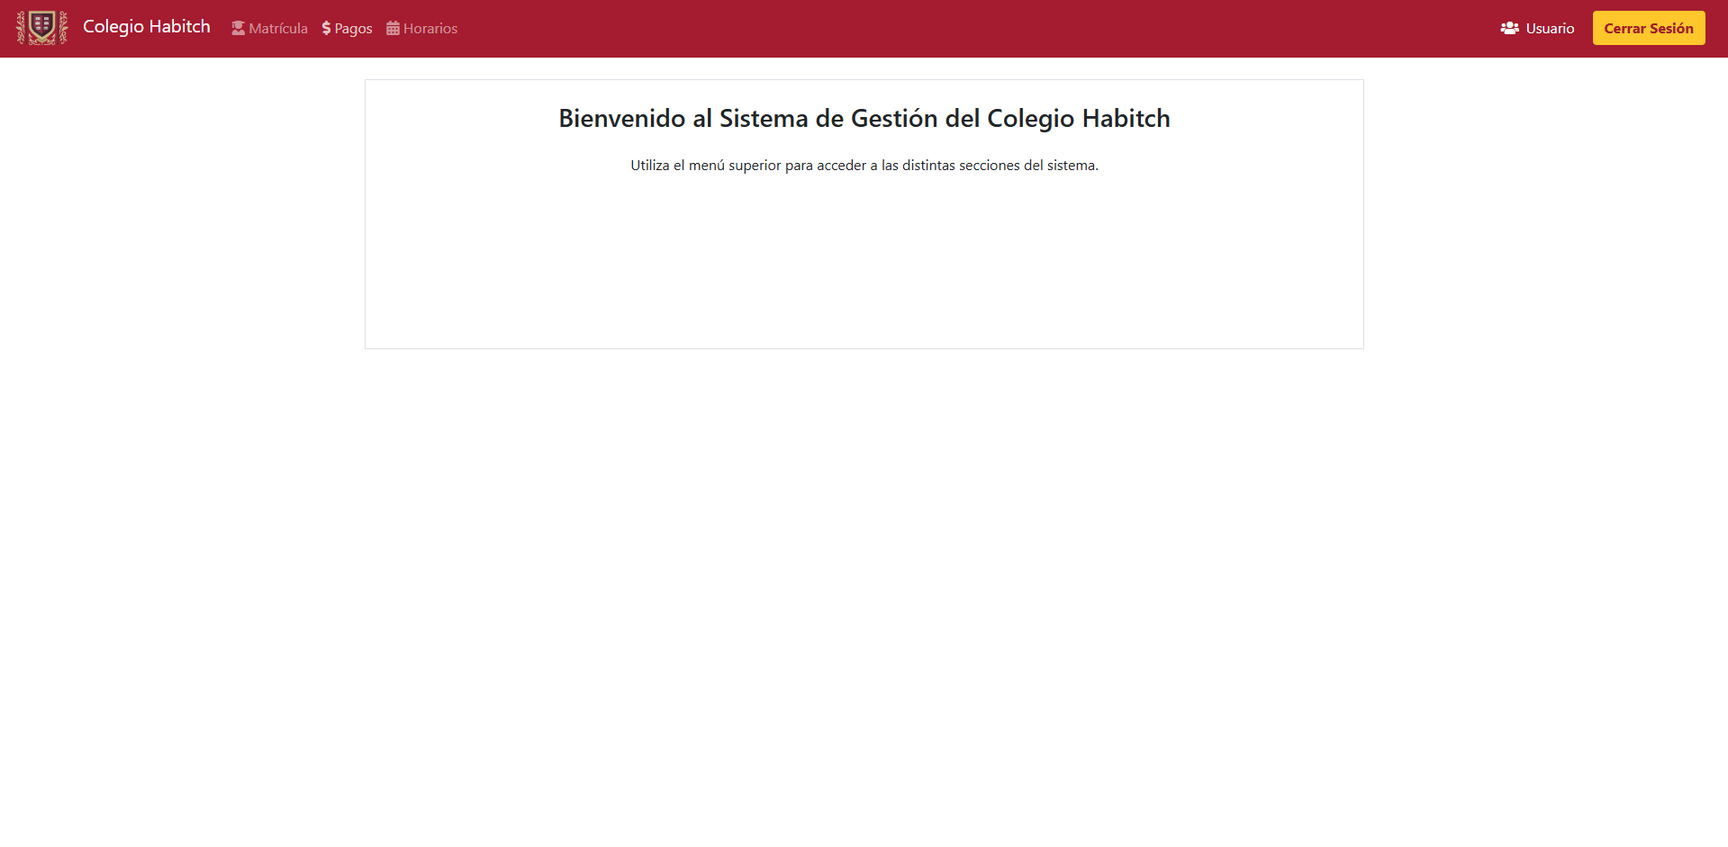 Colegio Habitch Matrícula Pagos Horarios Usuario Cerrar Sesión
Bienvenido al Sistema de Gestión del Colegio Habitch
Utiliza el menú superior para acceder a las distintas secciones del sistema.